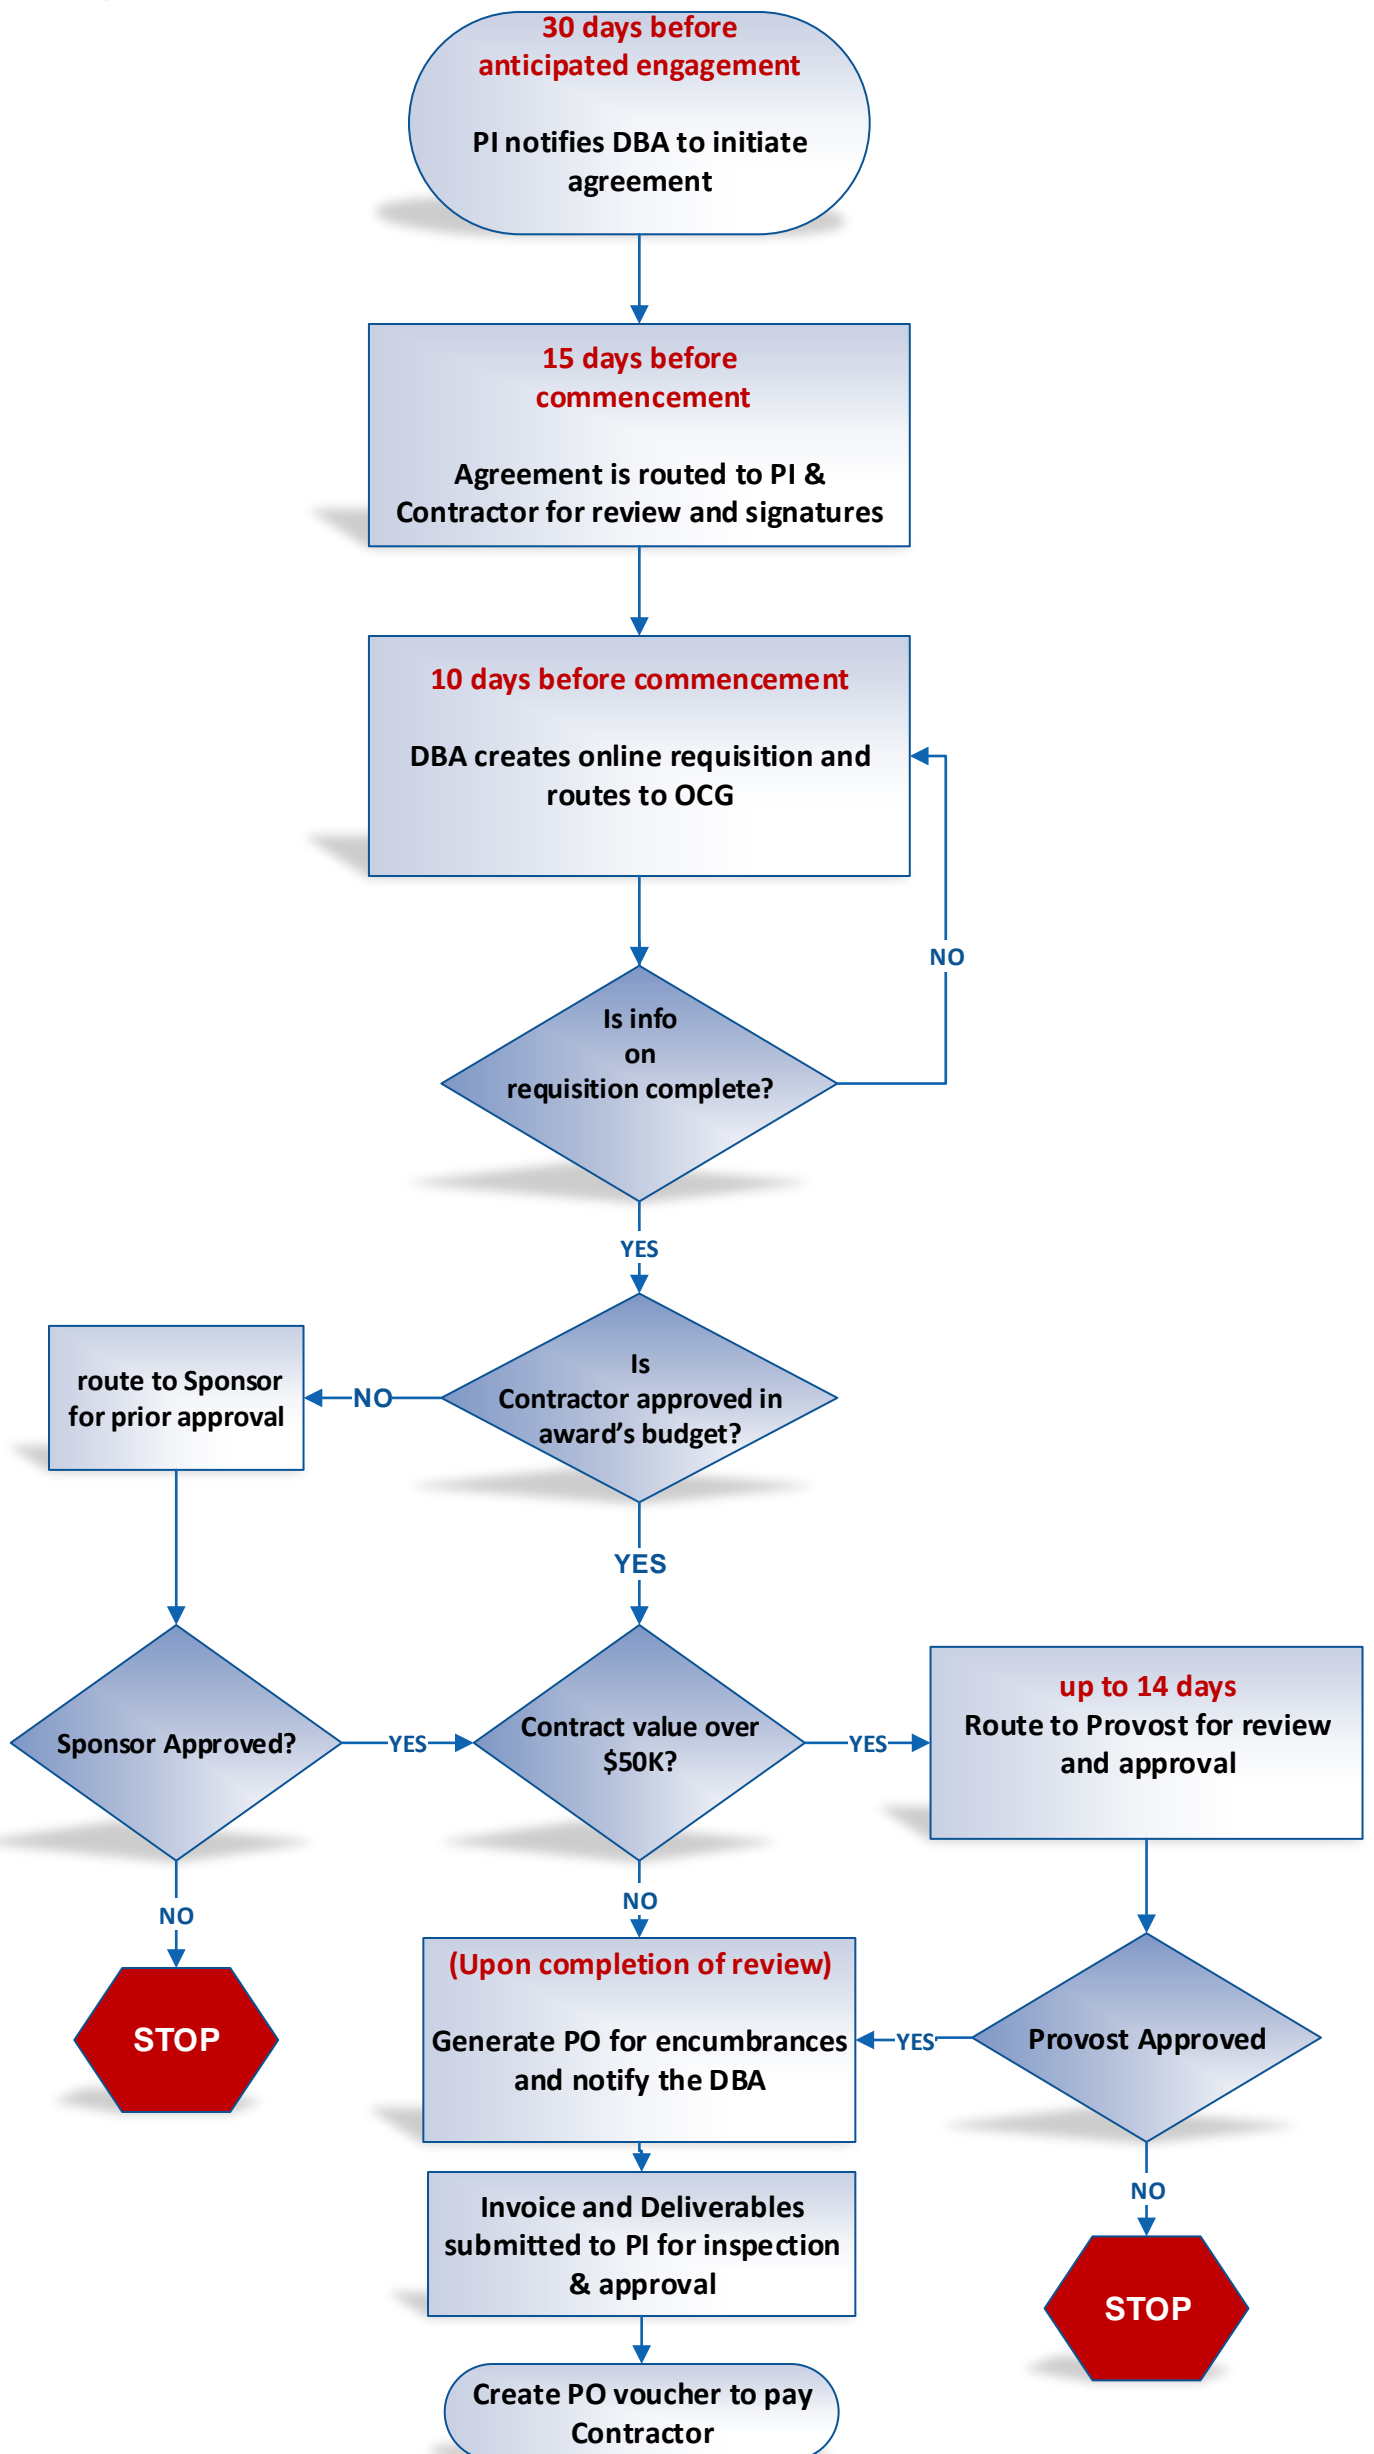 30 days before
anticipated engagement
PI notifies DBA to initiate
agreement
15 days before
commencement
Agreement is routed to PI &
Contractor for review and signatures
10 days before commencement
DBA creates online requisition and
routes to OCG
NO
Is info
on
requisition complete?
YES
Is
Contractor approved in
award's budget?
NO
route to Sponsor
for prior approval
YES
Sponsor Approved?
YES
Contract value over
$50K?
YES
up to 14 days
Route to Provost for review
and approval
NO
STOP
NO
(Upon completion of review)
Generate PO for encumbrances
and notify the DBA
YES
Provost Approved
NO
STOP
Invoice and Deliverables
submitted to PI for inspection
& approval
Create PO voucher to pay
Contractor